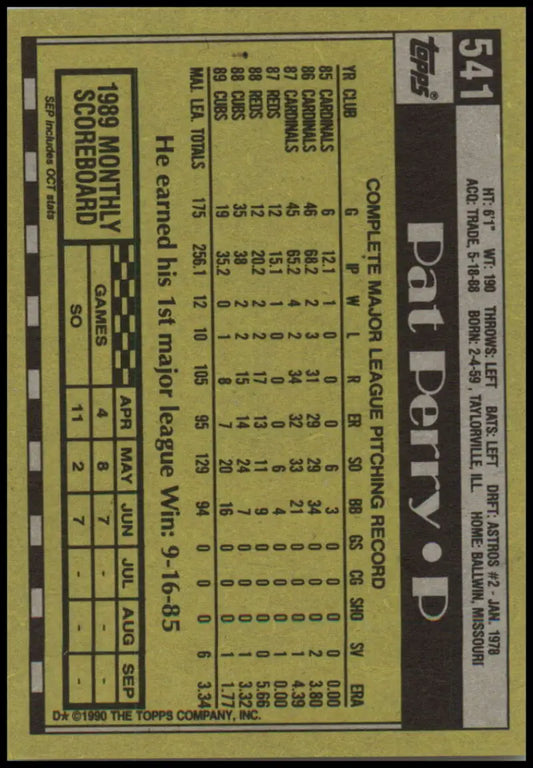 541
topps®
HT: 6'1" WT: 190 THROWS: LEFT BATS: LEFT DRFT: ASTROS #2 - JAN. 1978
ACQ: TRADE, 5-18-88 BORN: 2-4-59, TAYLORVILLE, ILL. HOME: BALLWIN, MISSOURI
Pat Perry • P
COMPLETE MAJOR LEAGUE PITCHING RECORD
YR CLUB G IP W L R ER SO BB GS CG SHO SV ERA
85 CARDINALS 6 12.1 1 0 0 0 6 3 0 0 0 0 0.00
86 CARDINALS 46 68.2 2 3 31 29 29 34 0 0 0 2 3.80
87 CARDINALS 45 65.2 4 2 34 32 33 21 0 0 0 1 4.39
87 REDS 12 15.1 1 0 0 0 6 4 0 0 0 1 0.00
88 REDS 12 20.2 2 2 17 13 11 9 0 0 0 0 5.66
88 CUBS 35 38 2 2 15 14 24 7 0 0 0 1 3.32
89 CUBS 19 35.2 0 1 8 7 20 16 0 0 0 1 1.77
MAJ. LEA. TOTALS 175 256.1 12 10 105 95 129 94 0 0 0 6 3.34
He earned his 1st major league Win: 9-16-85
1989 MONTHLY
SCOREBOARD
APR MAY JUN JUL AUG SEP
GAMES 4 8 7 - - -
SO 11 2 7 - - -
SEP includes OCT stats
D★ ©1990 THE TOPPS COMPANY, INC.